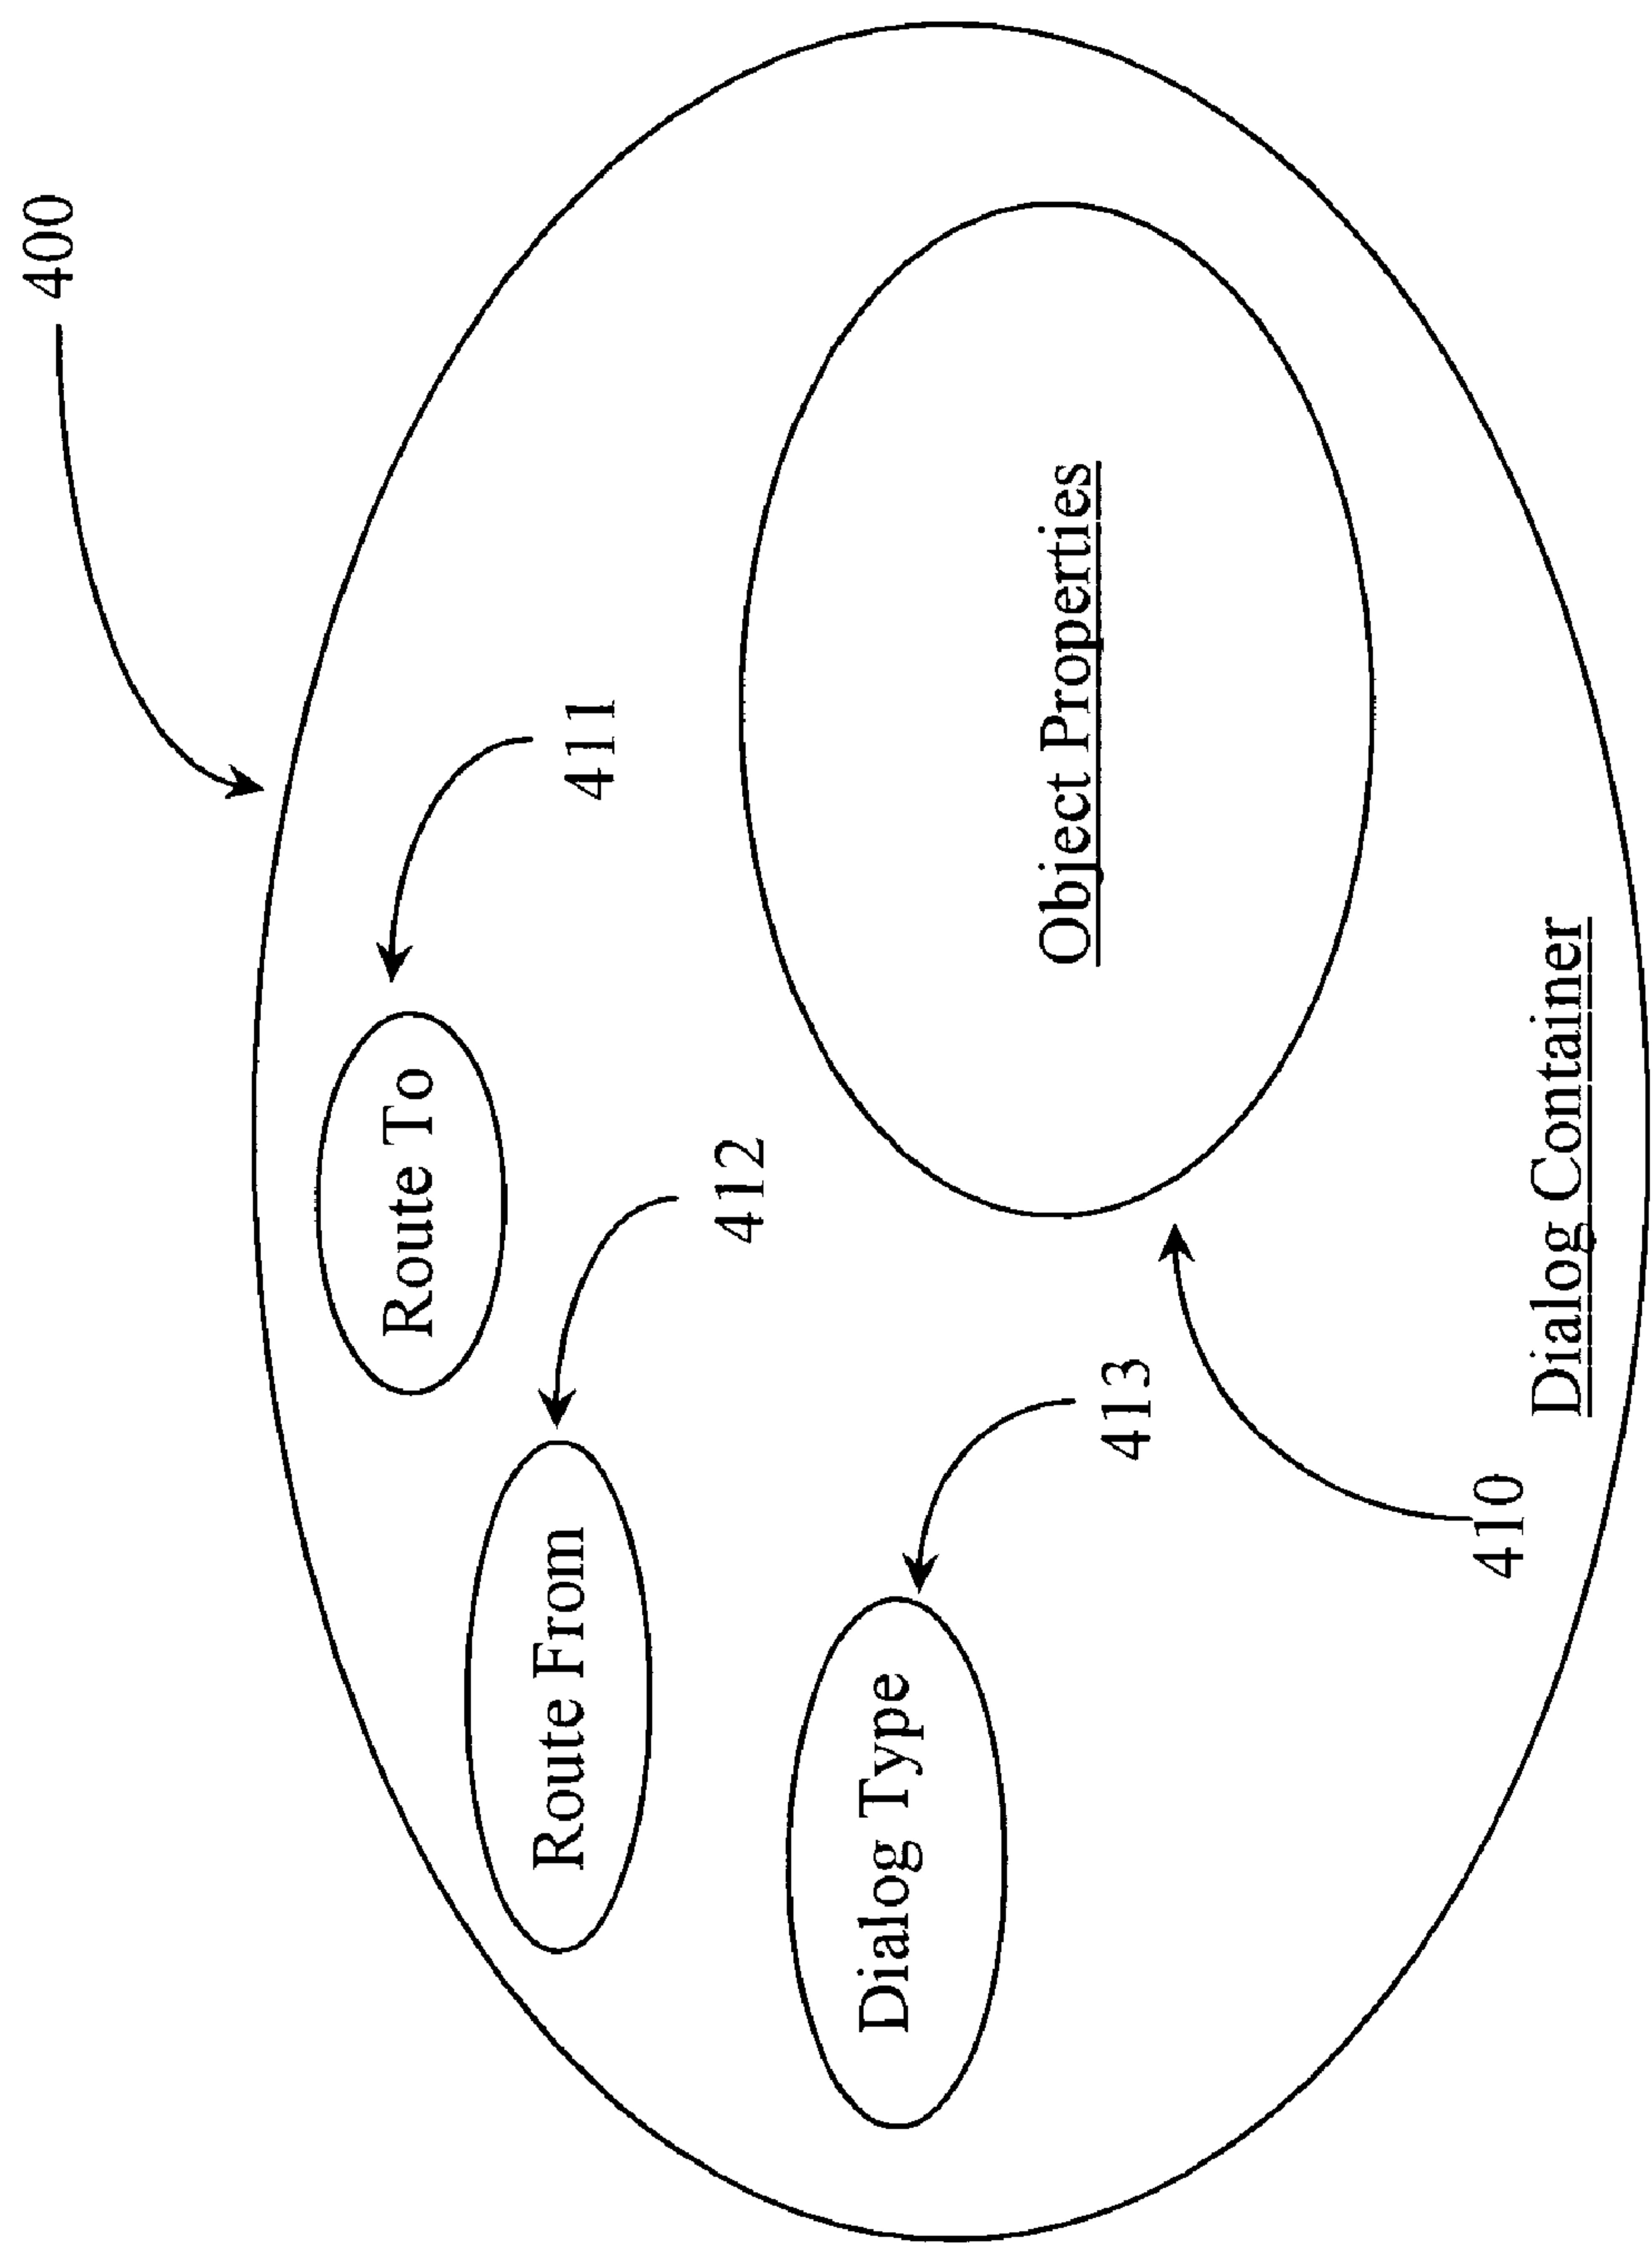 400
Route To
411
Route From
412
Dialog Type
413
Object Properties
410
Dialog Container